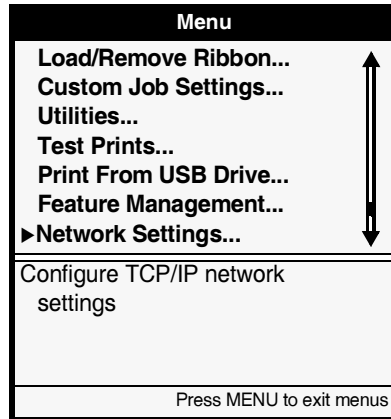 Menu
Load/Remove Ribbon...
Custom Job Settings...
Utilities...
Test Prints...
Print From USB Drive...
Feature Management...
▶Network Settings...
Configure TCP/IP network
settings
Press MENU to exit menus